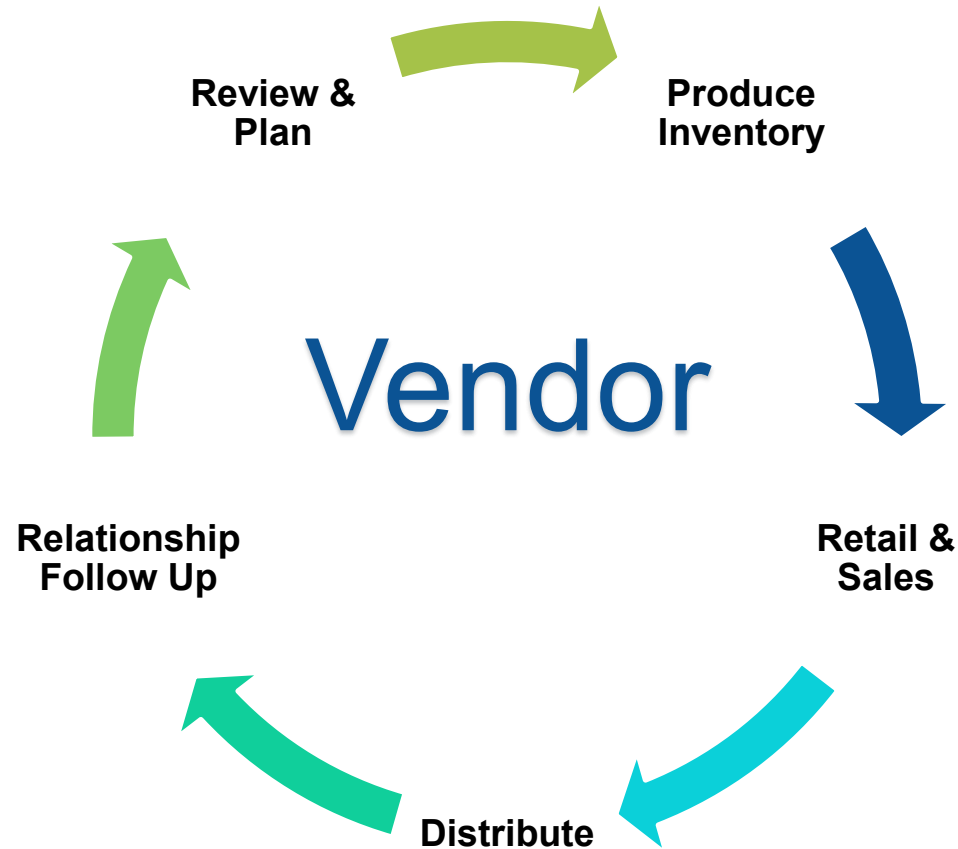 Review &
Plan
Produce
Inventory
Vendor
Relationship
Follow Up
Retail &
Sales
Distribute